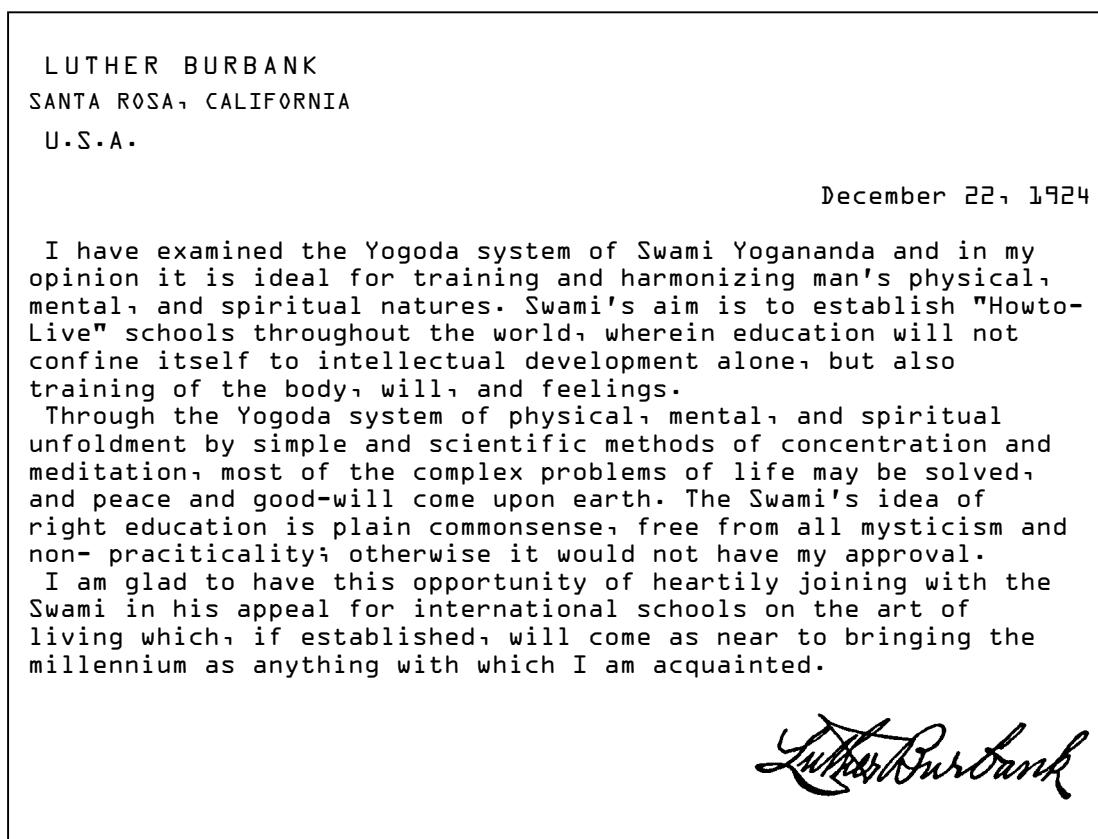 LUTHER BURBANK
SANTA ROSA, CALIFORNIA
U.S.A.
December 22, 1924
I have examined the Yogoda system of Swami Yogananda and in my
opinion it is ideal for training and harmonizing man's physical,
mental, and spiritual natures. Swami's aim is to establish "Howto-
Live" schools throughout the world, wherein education will not
confine itself to intellectual development alone, but also
training of the body, will, and feelings.
Through the Yogoda system of physical, mental, and spiritual
unfoldment by simple and scientific methods of concentration and
meditation, most of the complex problems of life may be solved,
and peace and good-will come upon earth. The Swami's idea of
right education is plain commonsense, free from all mysticism and
non- praciticality; otherwise it would not have my approval.
I am glad to have this opportunity of heartily joining with the
Swami in his appeal for international schools on the art of
living which, if established, will come as near to bringing the
millennium as anything with which I am acquainted.
Luther Burbank